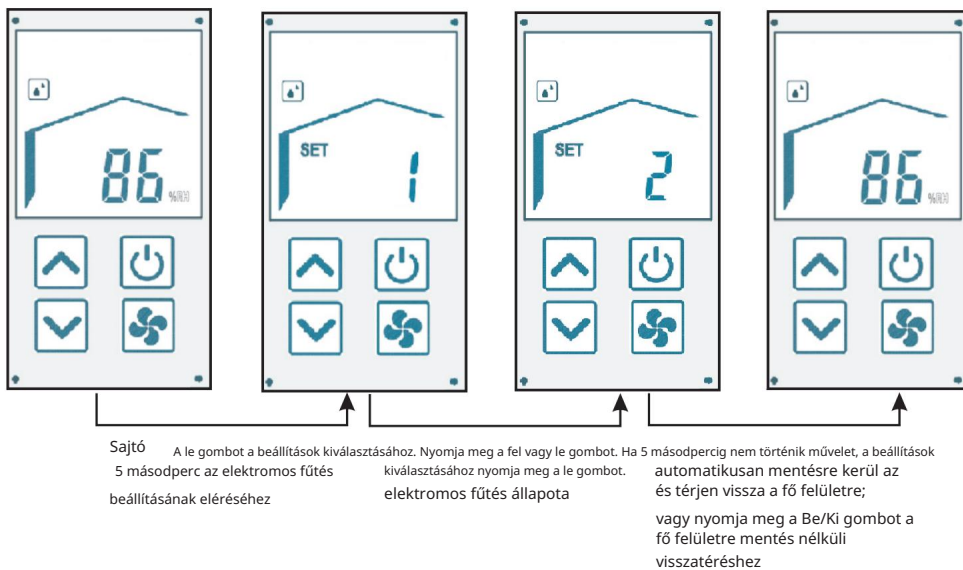 86 %(RH)
SET 1
SET 2
86 %(RH)
Sajtó
A le gombot a beállítások kiválasztásához. Nyomja meg a fel vagy le gombot. Ha 5 másodpercig nem történik művelet, a beállítások
5 másodperc az elektromos fűtés
beállításának eléréséhez
kiválasztásához nyomja meg a le gombot.
elektromos fűtés állapota
automatikusan mentésre kerül az
és térjen vissza a fő felületre;
vagy nyomja meg a Be/Ki gombot a
fő felületre mentés nélküli
visszatéréshez